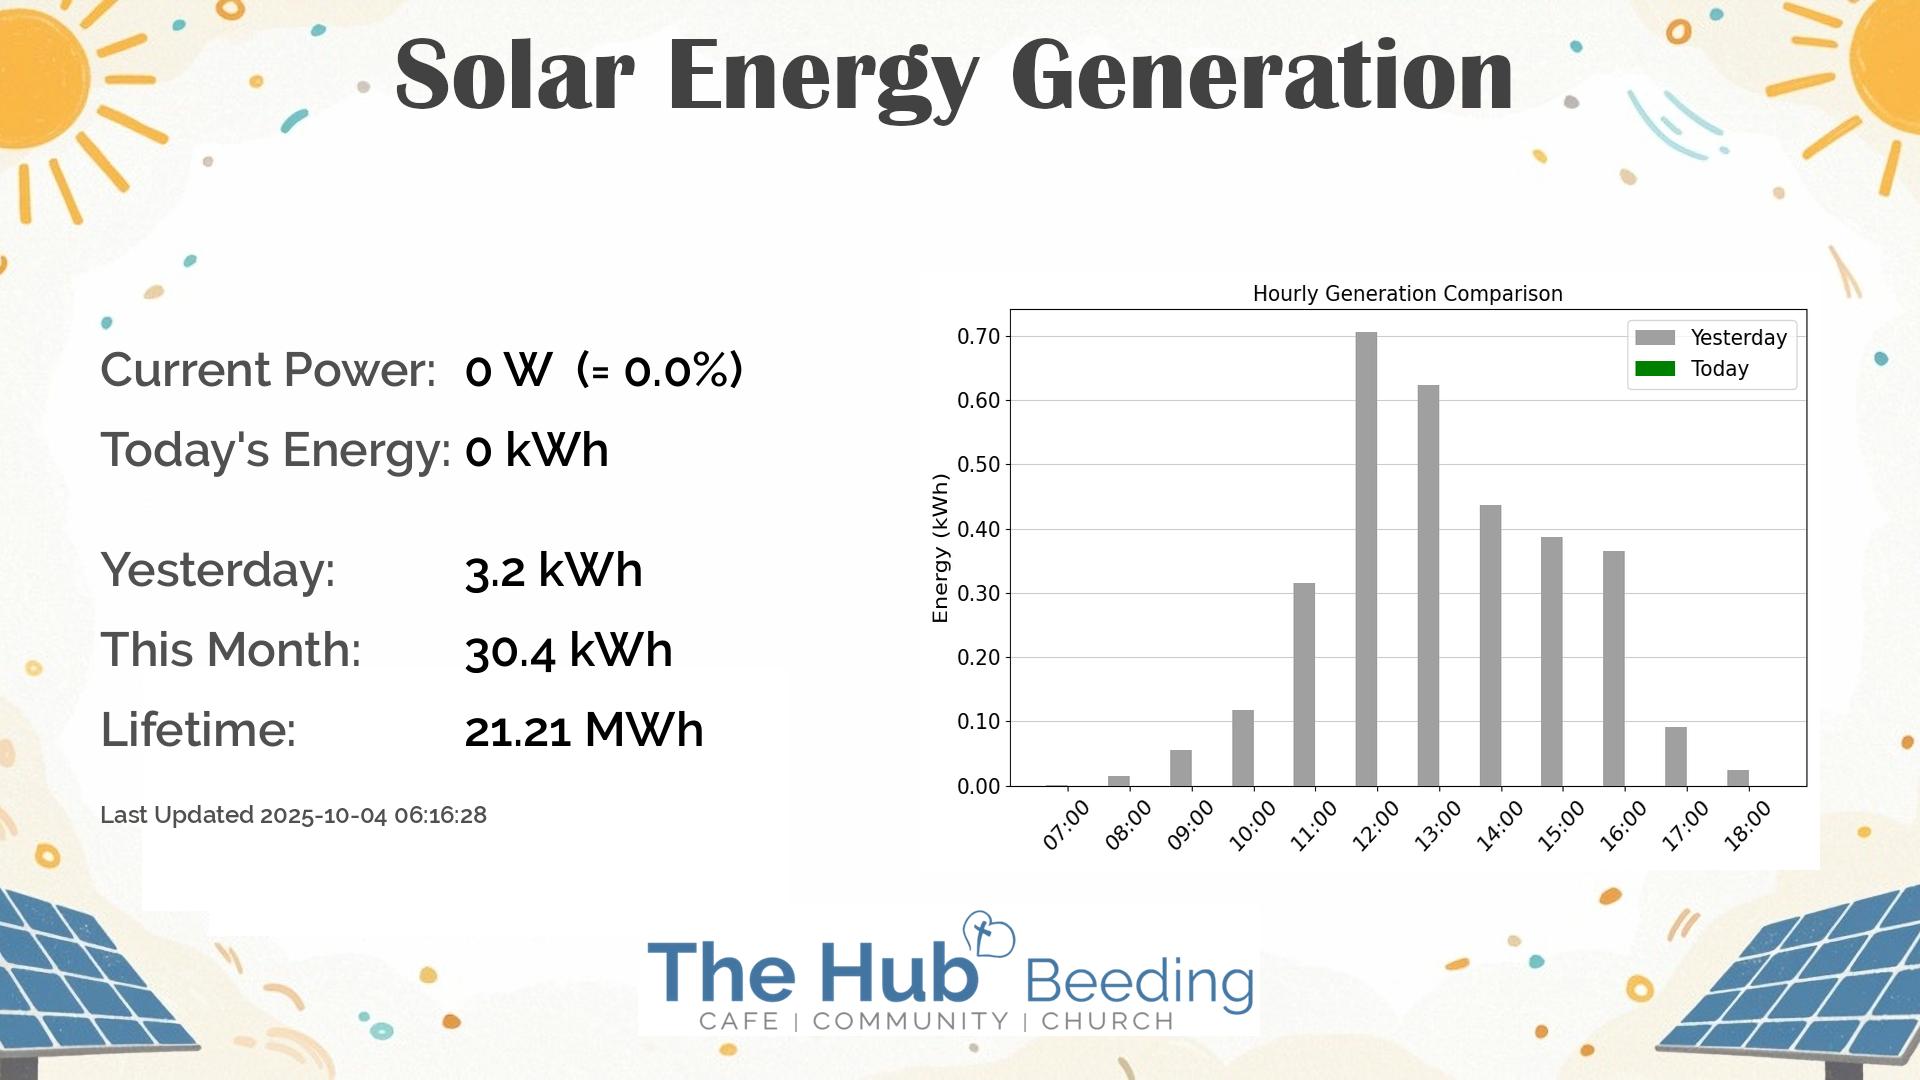 Solar Energy Generation
Current Power: 0 W (= 0.0%)
Today's Energy: 0 kWh
Yesterday: 3.2 kWh
This Month: 30.4 kWh
Lifetime: 21.21 MWh
Last Updated 2025-10-04 06:16:28
Hourly Generation Comparison
Yesterday
Today
Energy (kWh)
0.70
0.60
0.50
0.40
0.30
0.20
0.10
0.00
07:00 08:00 09:00 10:00 11:00 12:00 13:00 14:00 15:00 16:00 17:00 18:00
The Hub Beeding
CAFE | COMMUNITY | CHURCH